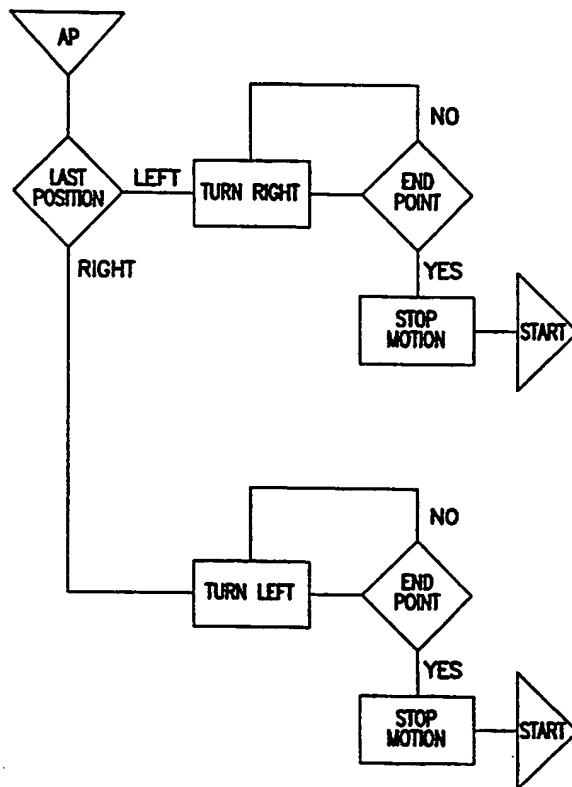 AP
LAST
POSITION
LEFT
TURN RIGHT
NO
END
POINT
YES
STOP
MOTION
START
RIGHT
TURN LEFT
NO
END
POINT
YES
STOP
MOTION
START